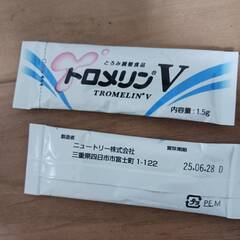 とろみ調整食品
トロメリンV
TROMELIN V
内容量:1.5g
製造者
ニュートリー株式会社
三重県四日市市富士町1-122
賞味期限
25.06.28 D
PE,M